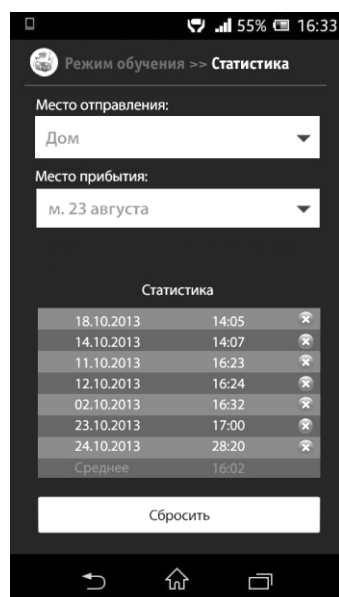 55% 16:33
Режим обучения >> Статистика
Место отправления:
Дом
Место прибытия:
м. 23 августа
Статистика
18.10.2013 14:05
14.10.2013 14:07
11.10.2013 16:23
12.10.2013 16:24
02.10.2013 16:32
23.10.2013 17:00
24.10.2013 28:20
Среднее 16:02
Сбросить